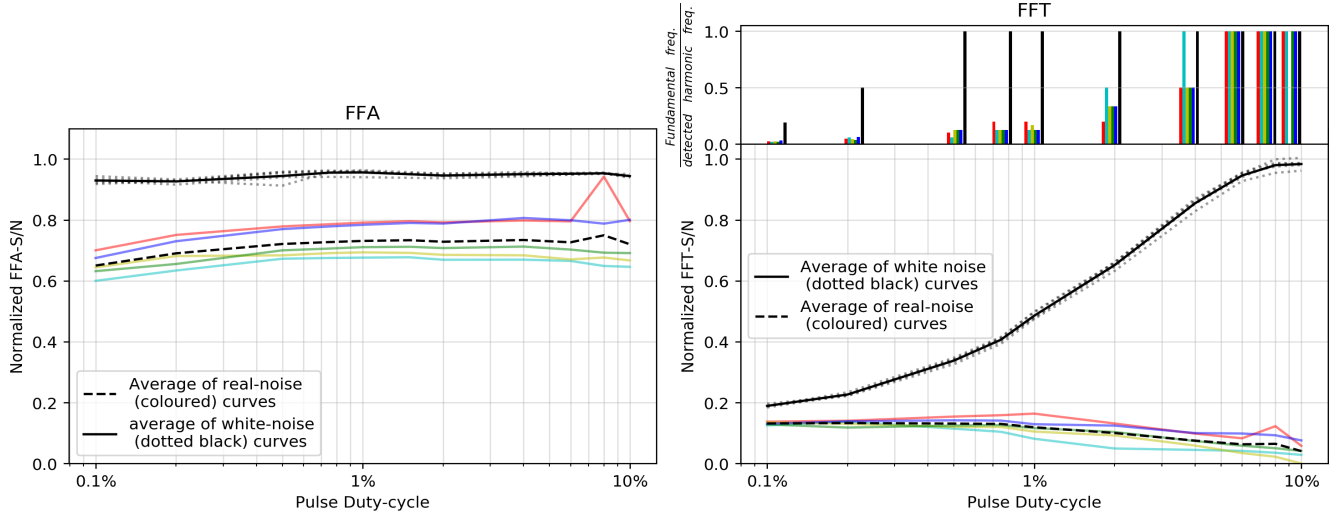 FFA
1.0
0.8
0.6
0.4
0.2
0.0
Normalized FFA-S/N
Average of real-noise
(coloured) curves
average of white-noise
(dotted black) curves
0.1%
1%
10%
Pulse Duty-cycle
FFT
Fundamental freq.
detected harmonic freq.
1.0
0.5
0.0
1.0
0.8
0.6
0.4
0.2
0.0
Normalized FFT-S/N
Average of white noise
(dotted black) curves
Average of real-noise
(coloured) curves
0.1%
1%
10%
Pulse Duty-cycle